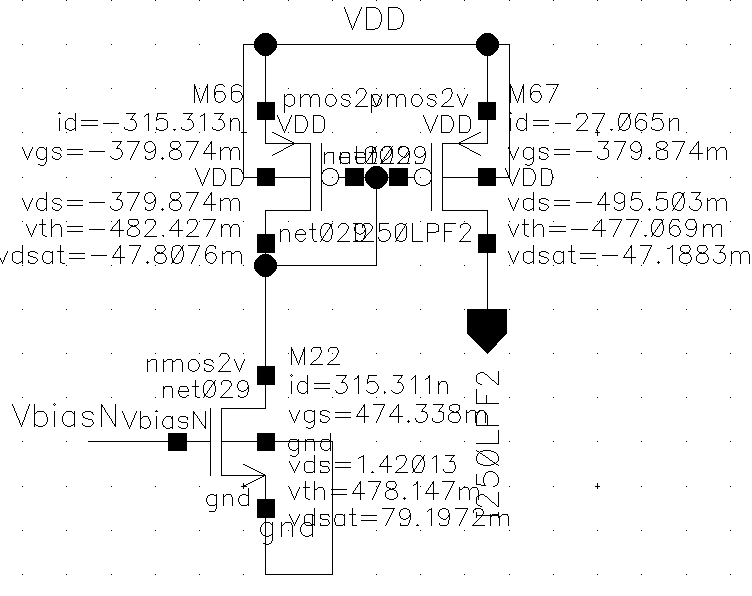 VDD
M66
pmos2v
pmos2v
M67
id=-315.313n
VDD
VDD
id=-27.065n
vgs=-379.874m
vgs=-379.874m
net029
net029
VDD
VDD
vds=-379.874m
vds=-495.503m
vth=-482.427m
net029
I250LPF2
vth=-477.069m
vdsat=-47.8076m
vdsat=-47.1883m
nmos2v
M22
net029
id=315.311n
vgs=474.338m
VbiasN
VbiasN
gnd
vds=1.42013
vth=478.147m
gnd
vdsat=79.1972m
gnd
I250LPF2